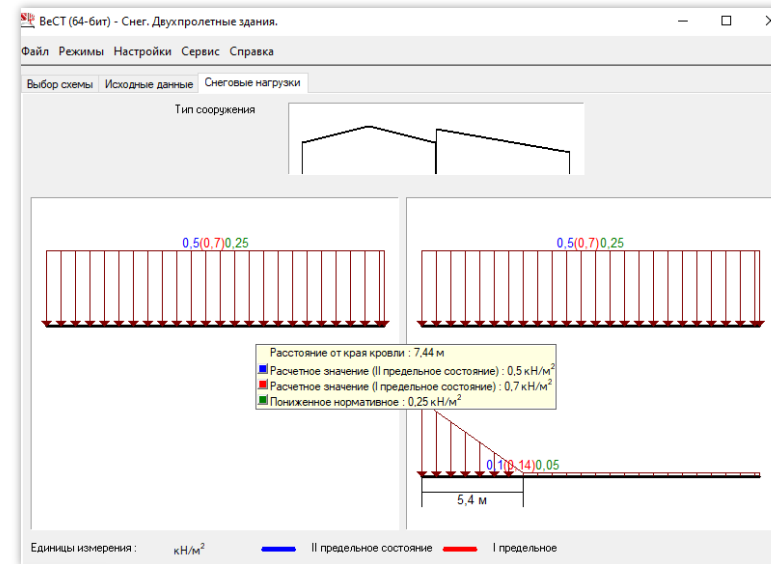 ВеСТ (64-бит) - Снег. Двухпролетные здания.
Файл Режимы Настройки Сервис Справка
Выбор схемы Исходные данные Снеговые нагрузки
Тип сооружения
0,5(0,7)0,25
0,5(0,7)0,25
Расстояние от края кровли : 7,44 м
Расчетное значение (II предельное состояние) : 0,5 кН/м²
Расчетное значение (I предельное состояние) : 0,7 кН/м²
Пониженное нормативное : 0,25 кН/м²
0,1(0,14)0,05
5,4 м
Единицы измерения : кН/м² II предельное состояние I предельное